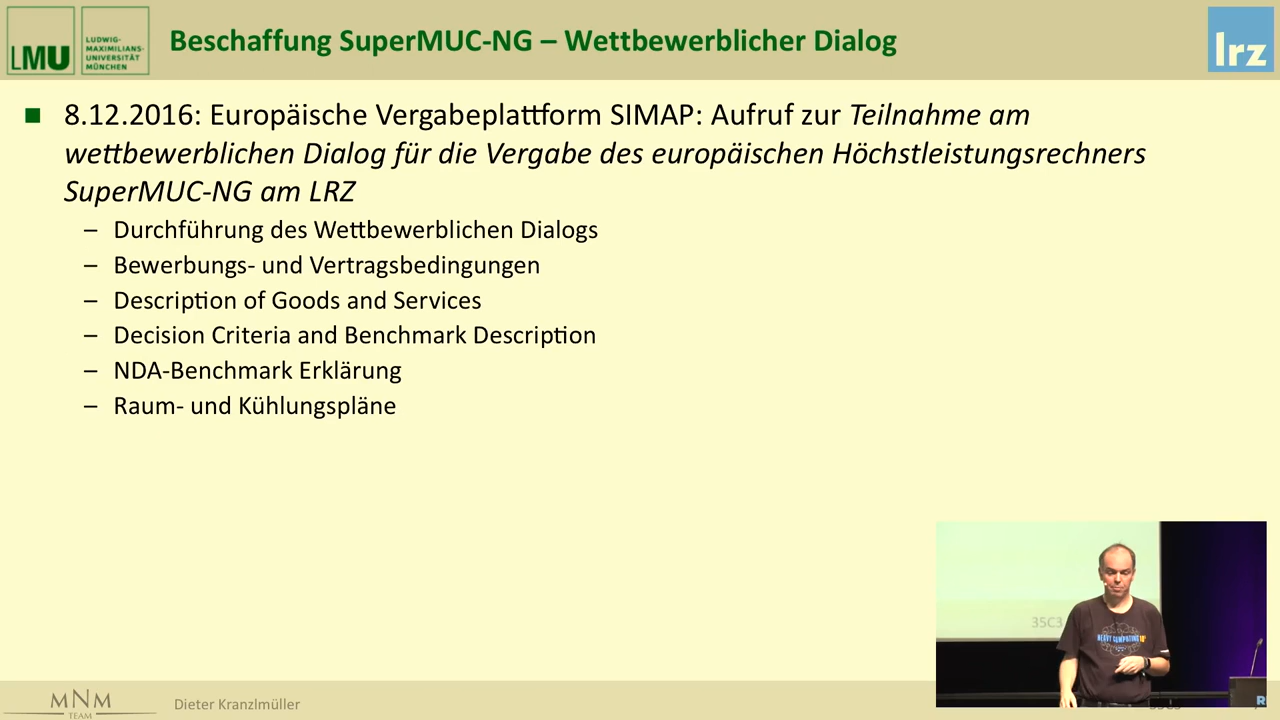 LMU
LUDWIG-
MAXIMILIANS-
UNIVERSITÄT
MÜNCHEN
Beschaffung SuperMUC-NG – Wettbewerblicher Dialog
lrz
■ 8.12.2016: Europäische Vergabeplattform SIMAP: Aufruf zur Teilnahme am
wettbewerblichen Dialog für die Vergabe des europäischen Höchstleistungsrechners
SuperMUC-NG am LRZ
– Durchführung des Wettbewerblichen Dialogs
– Bewerbungs- und Vertragsbedingungen
– Description of Goods and Services
– Decision Criteria and Benchmark Description
– NDA-Benchmark Erklärung
– Raum- und Kühlungspläne
35C3
HEAVY COMPUTING
MNM
TEAM
Dieter Kranzlmüller
35C3